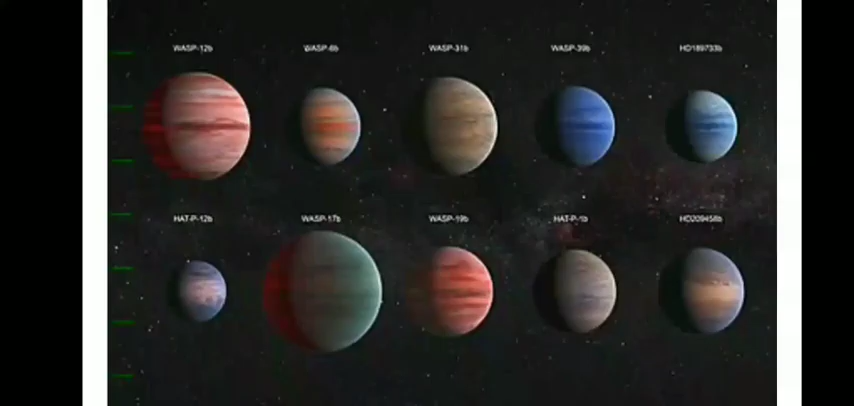 WASP-12b
WASP-6b
WASP-31b
WASP-39b
HD189733b
HAT-P-12b
WASP-17b
WASP-19b
HAT-P-1b
HD209458b